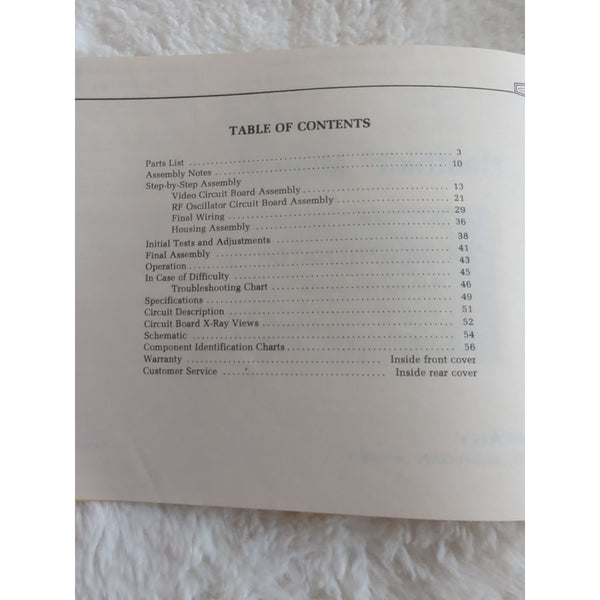 TABLE OF CONTENTS
Parts List ........ 3
Assembly Notes ........ 10
Step-by-Step Assembly
Video Circuit Board Assembly ........ 13
RF Oscillator Circuit Board Assembly ........ 21
Final Wiring ........ 29
Housing Assembly ........ 36
Initial Tests and Adjustments ........ 38
Final Assembly ........ 41
Operation ........ 43
In Case of Difficulty ........ 45
Troubleshooting Chart ........ 46
Specifications ........ 49
Circuit Description ........ 51
Circuit Board X-Ray Views ........ 52
Schematic ........ 54
Component Identification Charts ........ 56
Warranty ........ Inside front cover
Customer Service ........ Inside rear cover